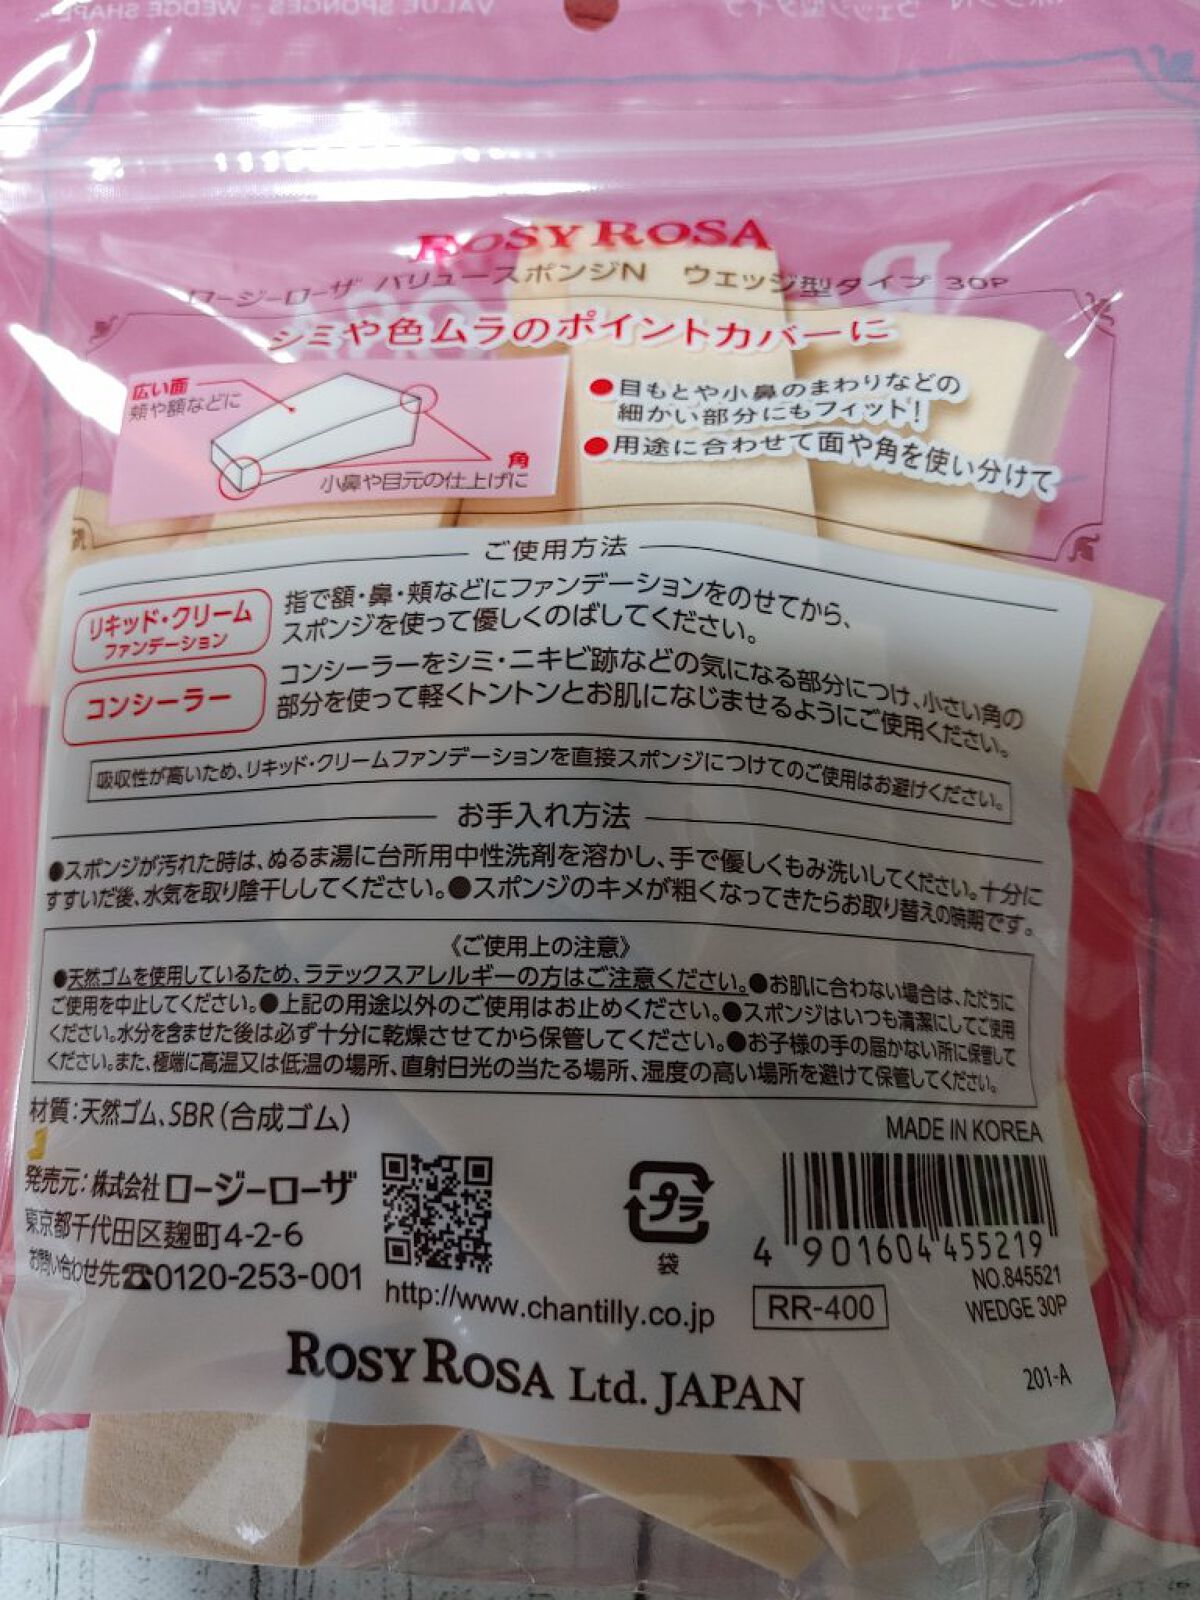 ROSY ROSA
ロージーローザ バリュースポンジN ウェッジ型タイプ 30P
シミや色ムラのポイントカバーに
広い面
頬や額などに
角
小鼻や目元の仕上げに
●目もとや小鼻のまわりなどの
細かい部分にもフィット!
●用途に合わせて面や角を使い分けて
ご使用方法
リキッド・クリーム
ファンデーション
指で額・鼻・頬などにファンデーションをのせてから、
スポンジを使って優しくのばしてください。
コンシーラー
コンシーラーをシミ・ニキビ跡などの気になる部分につけ、小さい角の
部分を使って軽くトントンとお肌になじませるようにご使用ください。
吸収性が高いため、リキッド・クリームファンデーションを直接スポンジにつけてのご使用はお避けください。
お手入れ方法
●スポンジが汚れた時は、ぬるま湯に台所用中性洗剤を溶かし、手で優しくもみ洗いしてください。十分に
すすいだ後、水気を取り陰干ししてください。●スポンジのキメが粗くなってきたらお取り替えの時期です。
《ご使用上の注意》
●天然ゴムを使用しているため、ラテックスアレルギーの方はご注意ください。●お肌に合わない場合は、ただちに
ご使用を中止してください。●上記の用途以外のご使用はお止めください。●スポンジはいつも清潔にしてご使用
ください。水分を含ませた後は必ず十分に乾燥させてから保管してください。●お子様の手の届かない所に保管して
ください。また、極端に高温又は低温の場所、直射日光の当たる場所、湿度の高い場所を避けて保管してください。
材質:天然ゴム、SBR(合成ゴム)
MADE IN KOREA
発売元:株式会社ロージーローザ
東京都千代田区麹町4-2-6
お問い合わせ先☎0120-253-001
http://www.chantilly.co.jp
プラ
袋
4 901604 455219
NO.845521
RR-400
WEDGE 30P
ROSY ROSA Ltd. JAPAN
201-A